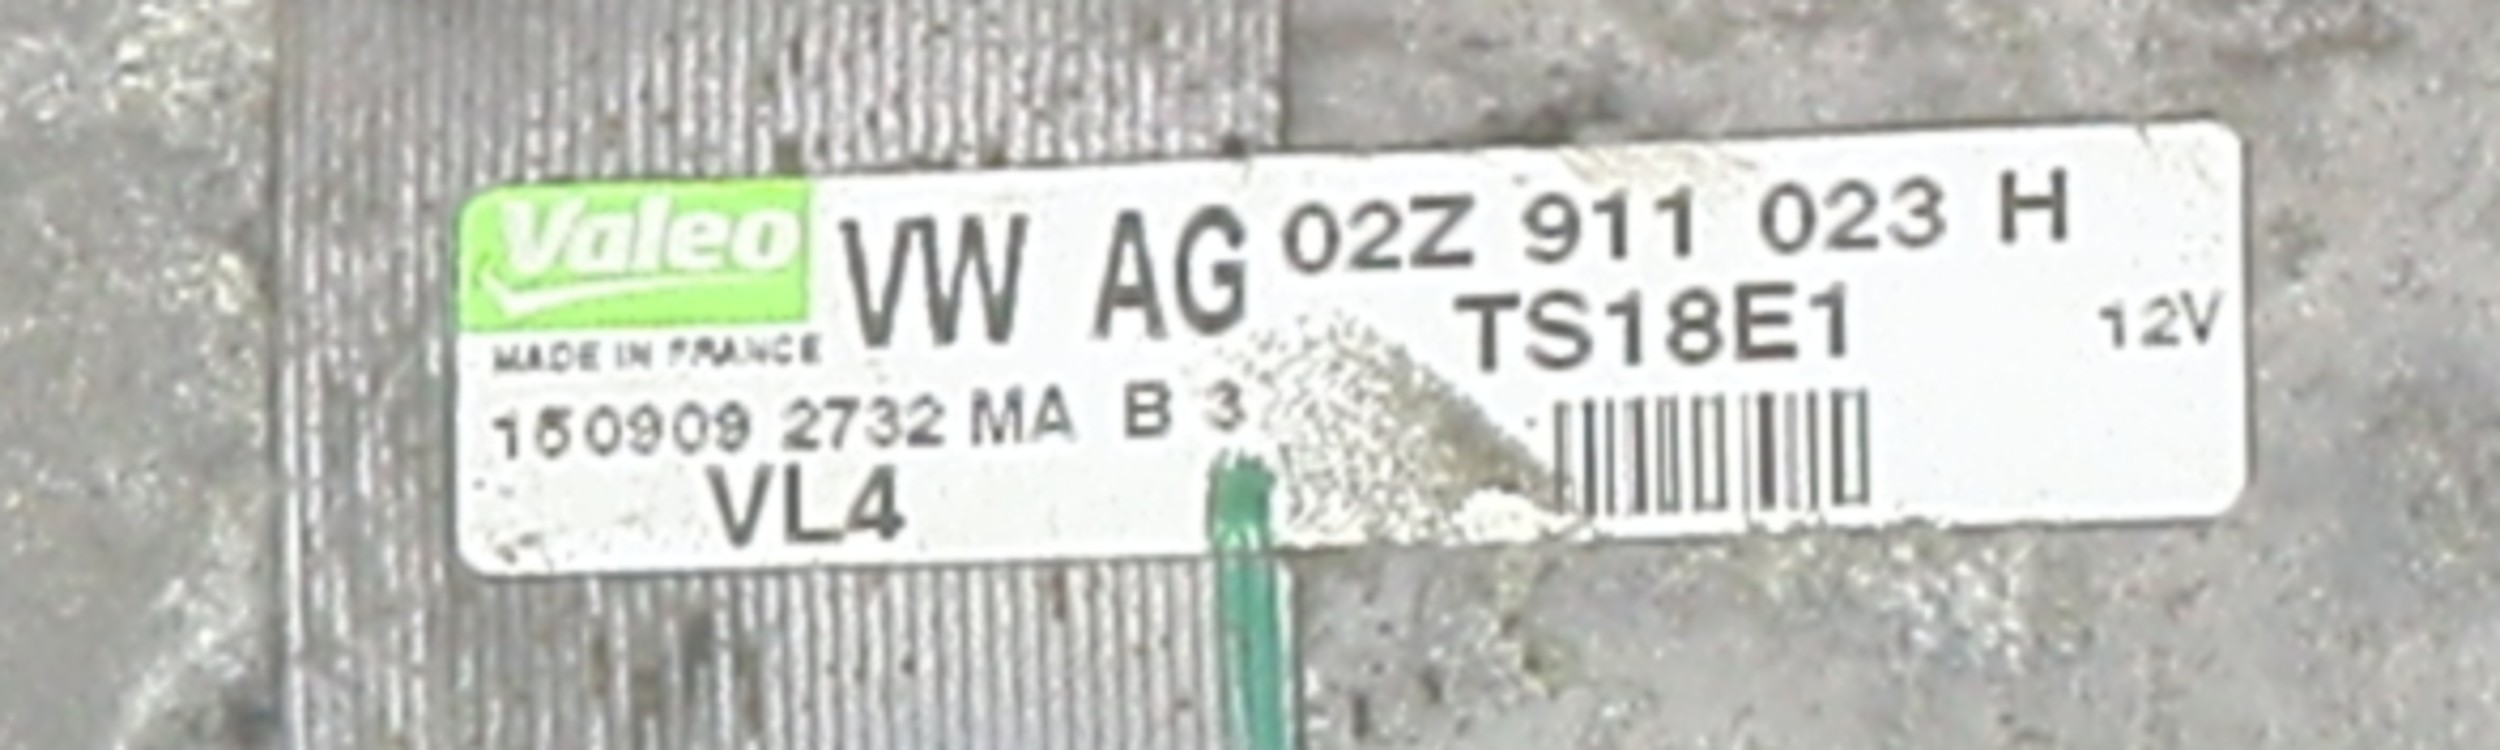 Valeo VW AG 02Z 911 023 H
MADE IN FRANCE TS18E1 12V
150909 2732 MA B 3
VL4